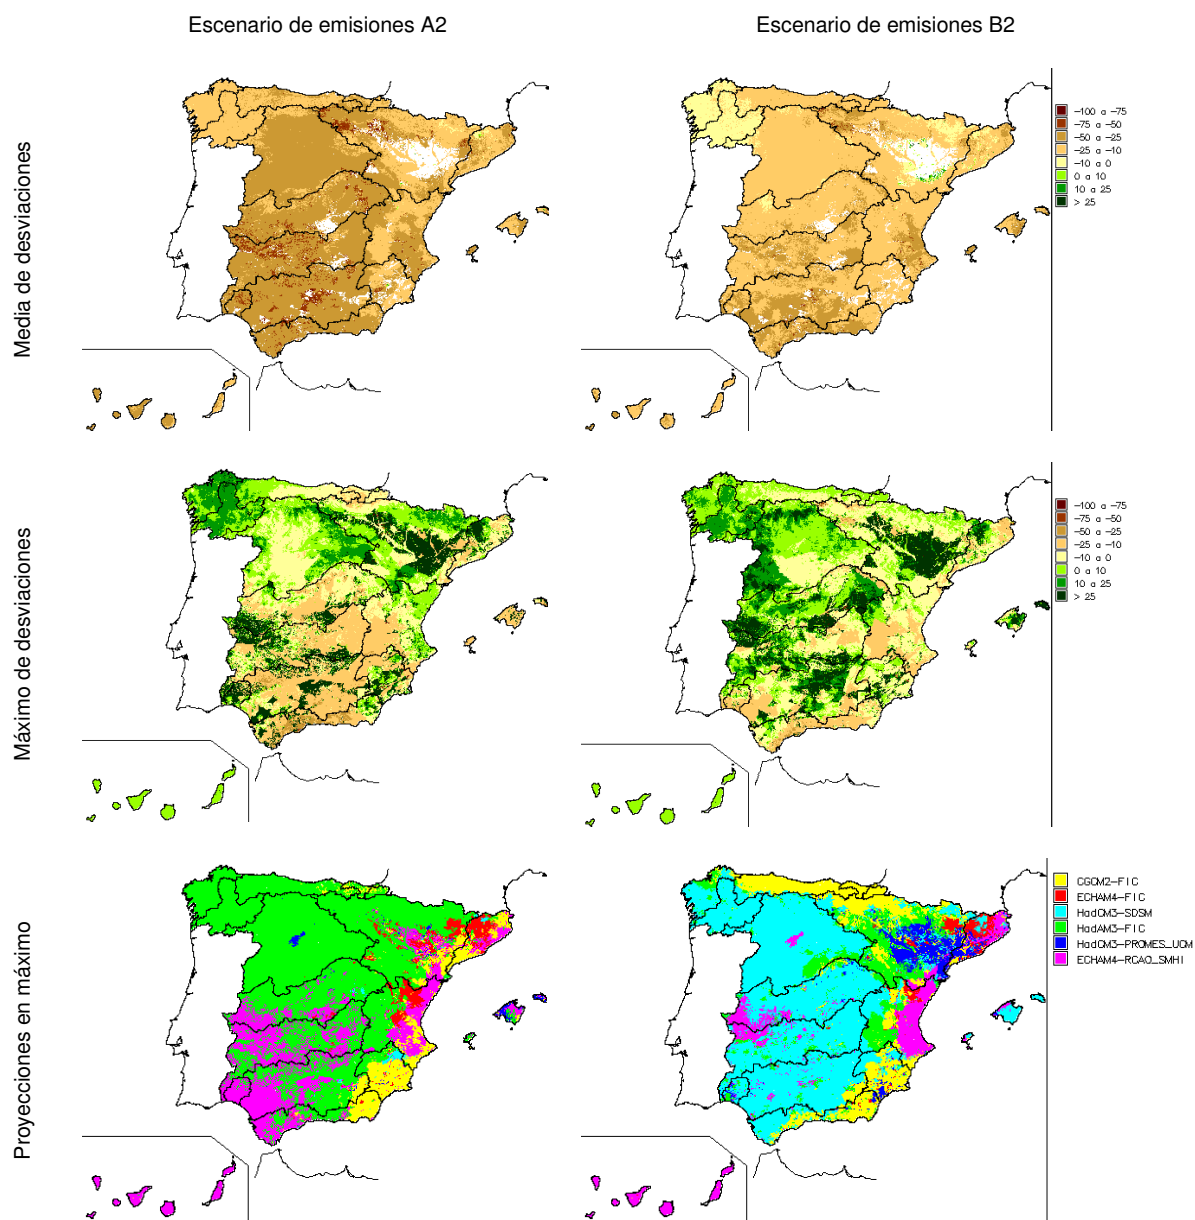 Escenario de emisiones A2
Escenario de emisiones B2
Media de desviaciones
-100 a -75
-75 a -50
-50 a -25
-25 a -10
-10 a 0
0 a 10
10 a 25
> 25
Máximo de desviaciones
-100 a -75
-75 a -50
-50 a -25
-25 a -10
-10 a 0
0 a 10
10 a 25
> 25
Proyecciones en máximo
CGCM2-FIC
ECHAM4-FIC
HadCM3-SDSM
HadAM3-FIC
HadCM3-PROMES_UCM
ECHAM4-RCAO_SMHI